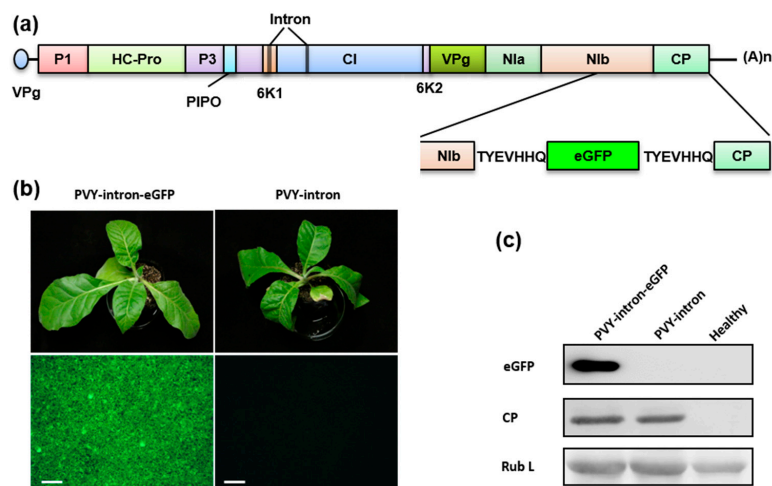 (a)
Intron
P1 HC-Pro P3 CI VPg NIa NIb CP (A)n
VPg
PIPO
6K1
6K2
NIb TYEVHHQ eGFP TYEVHHQ CP
(b)
PVY-intron-eGFP PVY-intron
(c)
PVY-intron-eGFP
PVY-intron
Healthy
eGFP
CP
Rub L